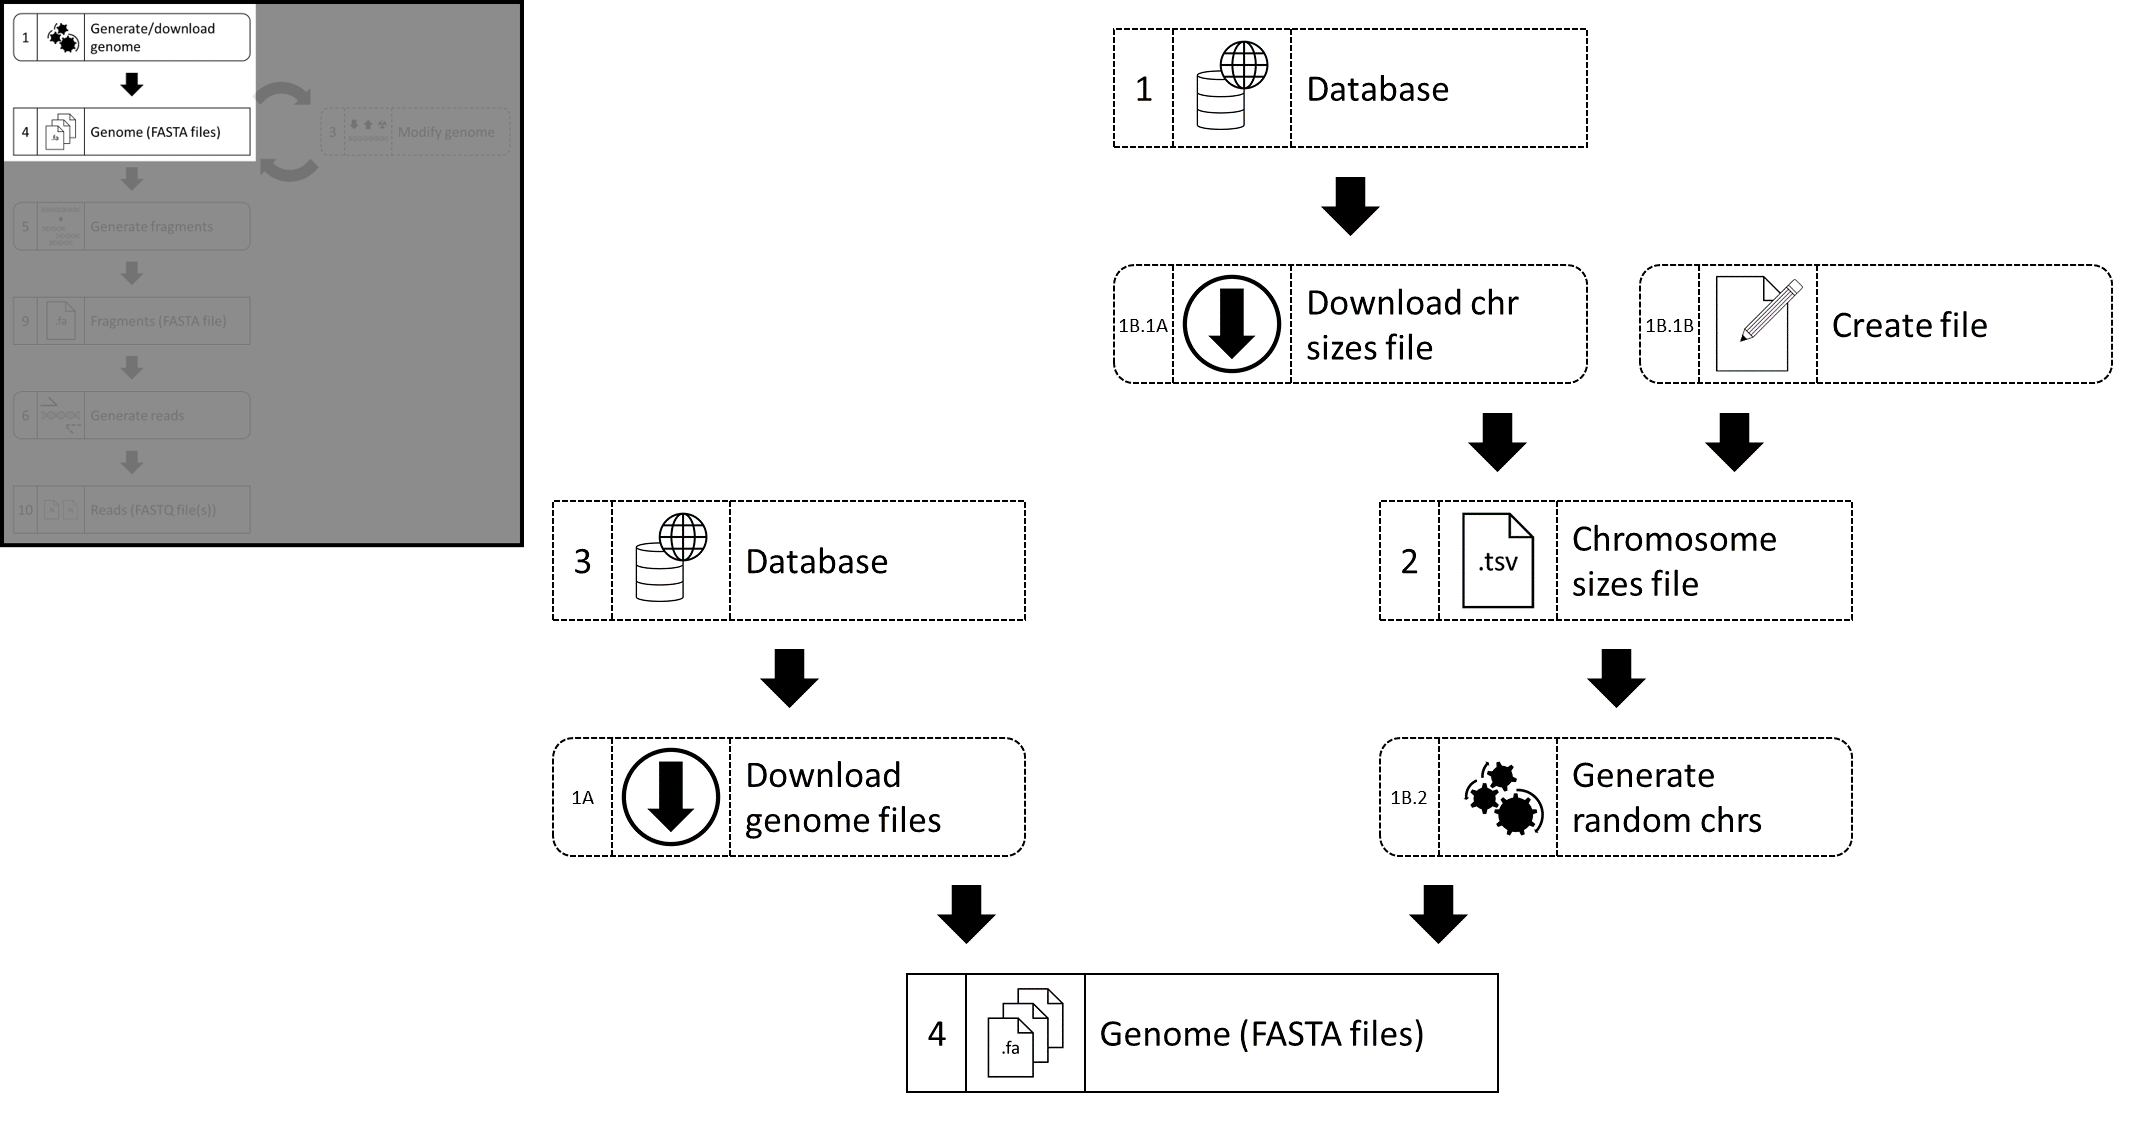 1
Generate/download
genome
4
.fa
Genome (FASTA files)
3
Modify genome
5
Generate fragments
9
.fa
Fragments (FASTA file)
6
Generate reads
10
Reads (FASTQ file(s))
1
Database
1B.1A
Download chr
sizes file
1B.1B
Create file
3
Database
2
.tsv
Chromosome
sizes file
1A
Download
genome files
1B.2
Generate
random chrs
4
.fa
Genome (FASTA files)